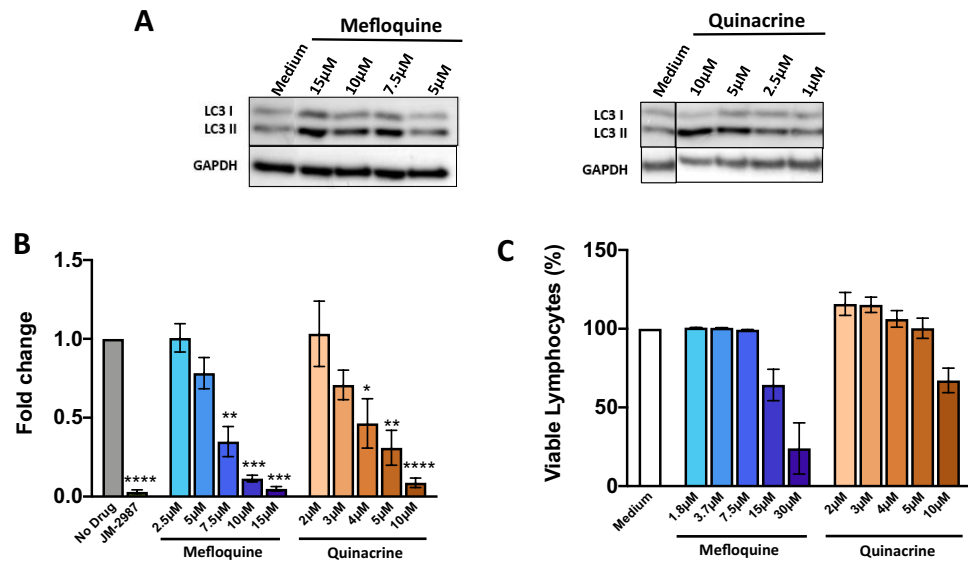 A
Mefloquine
Medium
15µM
10µM
7.5µM
5µM
LC3 I
LC3 II
GAPDH
Quinacrine
Medium
10µM
5µM
2.5µM
1µM
LC3 I
LC3 II
GAPDH
B
Fold change
1.5
1.0
0.5
0.0
****
**
***
***
*
**
****
No Drug
JM-2987
2.5µM
5µM
7.5µM
10µM
15µM
2µM
3µM
4µM
5µM
10µM
Mefloquine
Quinacrine
C
Viable Lymphocytes (%)
150
100
50
0
Medium
1.8µM
3.7µM
7.5µM
15µM
30µM
2µM
3µM
4µM
5µM
10µM
Mefloquine
Quinacrine